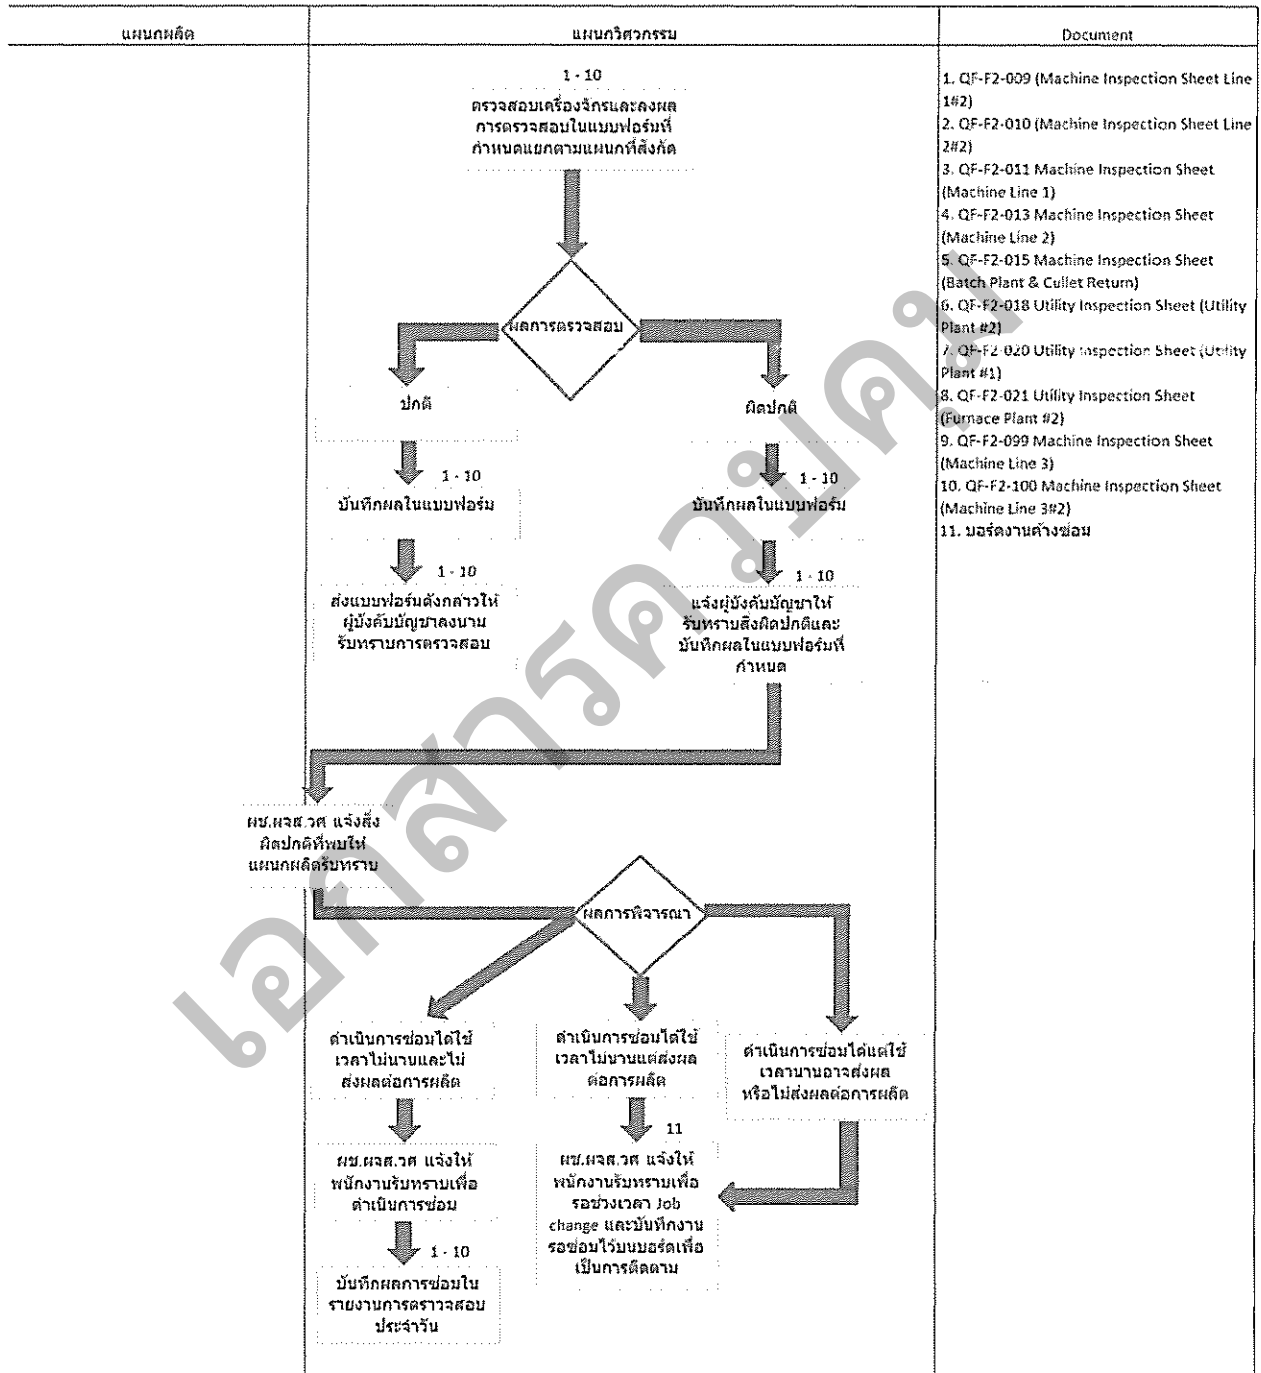 แผนกผลิต
แผนกวิศวกรรม
Document
1 - 10
ตรวจสอบเครื่องจักรและลงผล
การตรวจสอบในแบบฟอร์มที่
กำหนดแยกตามแผนกที่สังกัด
ผลการตรวจสอบ
ปกติ
ผิดปกติ
1 - 10
บันทึกผลในแบบฟอร์ม
1 - 10
บันทึกผลในแบบฟอร์ม
1 - 10
ส่งแบบฟอร์มดังกล่าวให้
ผู้บังคับบัญชาลงนาม
รับทราบการตรวจสอบ
1 - 10
แจ้งผู้บังคับบัญชาให้
รับทราบสิ่งผิดปกติและ
บันทึกผลในแบบฟอร์มที่
กำหนด
ผช.ผจส.วศ แจ้งสิ่ง
ผิดปกติที่พบให้
แผนกผลิตรับทราบ
ผลการพิจารณา
ดำเนินการซ่อมได้ใช้
เวลาไม่นานและไม่
ส่งผลต่อการผลิต
ดำเนินการซ่อมได้ใช้
เวลาไม่นานแต่ส่งผล
ต่อการผลิต
ดำเนินการซ่อมได้แต่ใช้
เวลานานอาจส่งผล
หรือไม่ส่งผลต่อการผลิต
ผช.ผจส.วศ แจ้งให้
พนักงานรับทราบเพื่อ
ดำเนินการซ่อม
11
ผช.ผจส.วศ แจ้งให้
พนักงานรับทราบเพื่อ
รอช่วงเวลา Job
change และบันทึกงาน
รอซ่อมไว้บนบอร์ดเพื่อ
เป็นการติดตาม
1 - 10
บันทึกผลการซ่อมใน
รายงานการตราวจสอบ
ประจำวัน
1. QF-F2-009 (Machine Inspection Sheet Line
1#2)
2. QF-F2-010 (Machine Inspection Sheet Line
2#2)
3. QF-F2-011 Machine Inspection Sheet
(Machine Line 1)
4. QF-F2-013 Machine Inspection Sheet
(Machine Line 2)
5. QF-F2-015 Machine Inspection Sheet
(Batch Plant & Cullet Return)
6. QF-F2-018 Utility Inspection Sheet (Utility
Plant #2)
7. QF-F2-020 Utility Inspection Sheet (Utility
Plant #1)
8. QF-F2-021 Utility Inspection Sheet
(Furnace Plant #2)
9. QF-F2-099 Machine Inspection Sheet
(Machine Line 3)
10. QF-F2-100 Machine Inspection Sheet
(Machine Line 3#2)
11. บอร์ดงานค้างซ่อม
เอกสารควบคุม